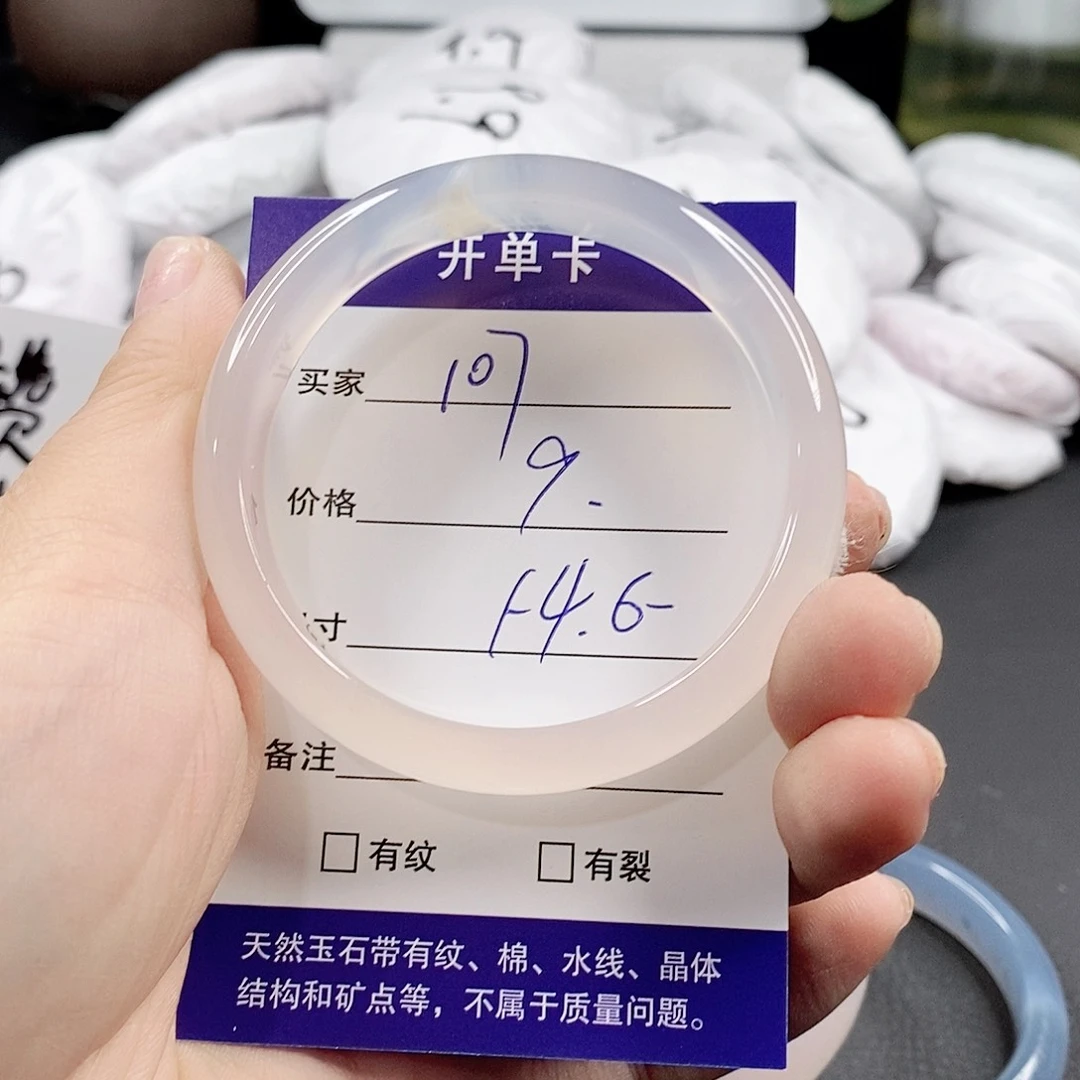 开单卡
买家 107
价格 9.-
寸 54.6
备注
有纹 有裂
天然玉石带有纹、棉、水线、晶体
结构和矿点等，不属于质量问题。